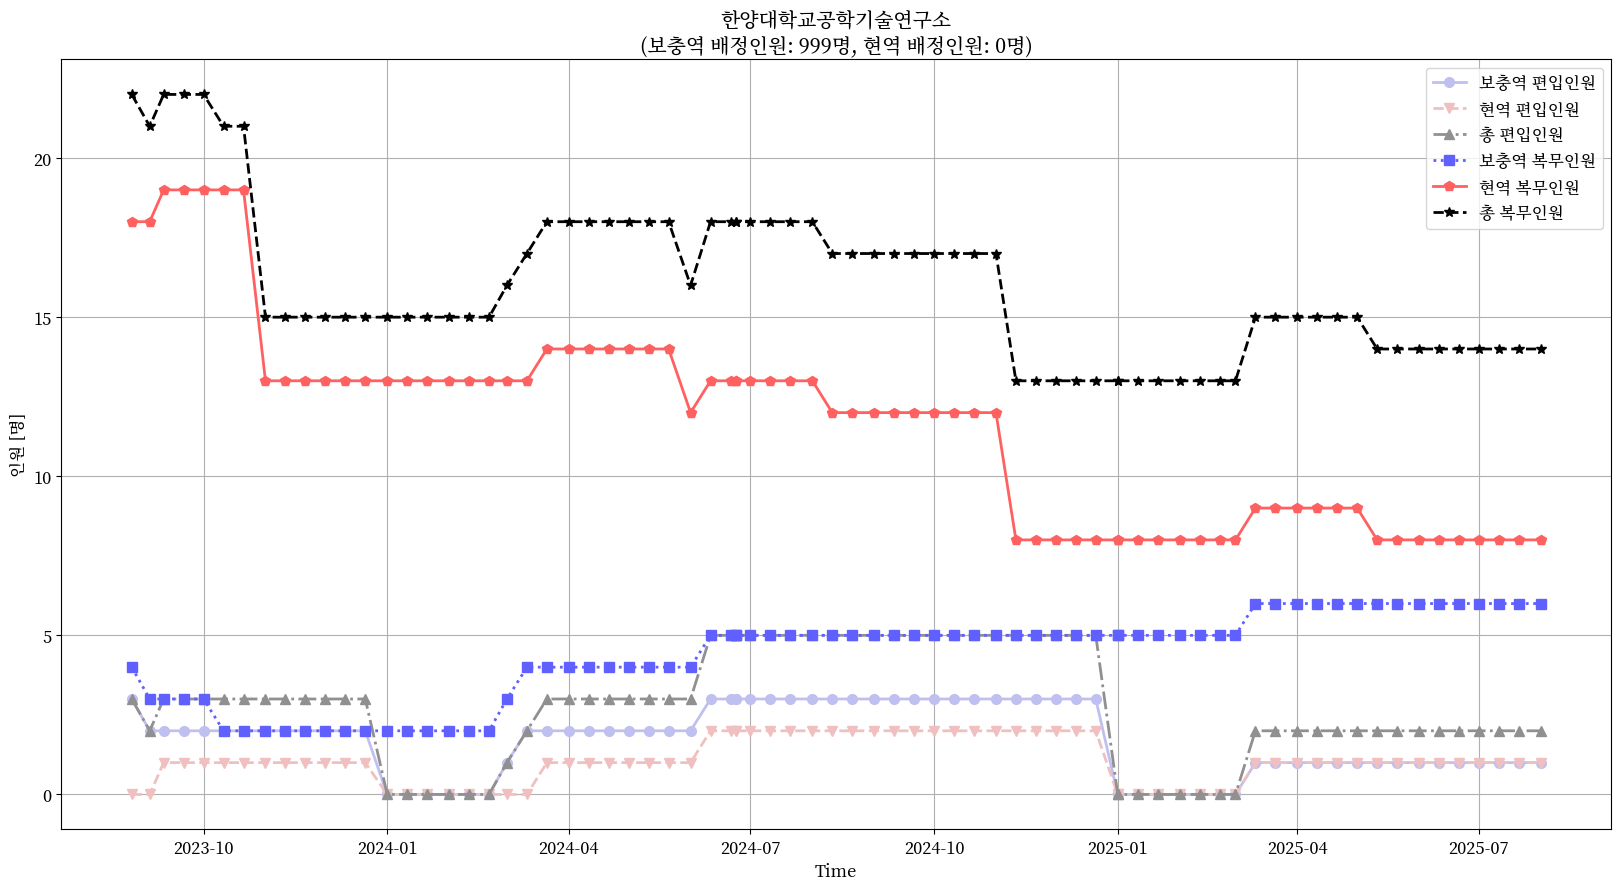 한양대학교공학기술연구소
(보충역 배정인원: 999명, 현역 배정인원: 0명)
보충역 편입인원
현역 편입인원
총 편입인원
보충역 복무인원
현역 복무인원
총 복무인원
인원 [명]
20
15
10
5
0
2023-10
2024-01
2024-04
2024-07
2024-10
2025-01
2025-04
2025-07
Time